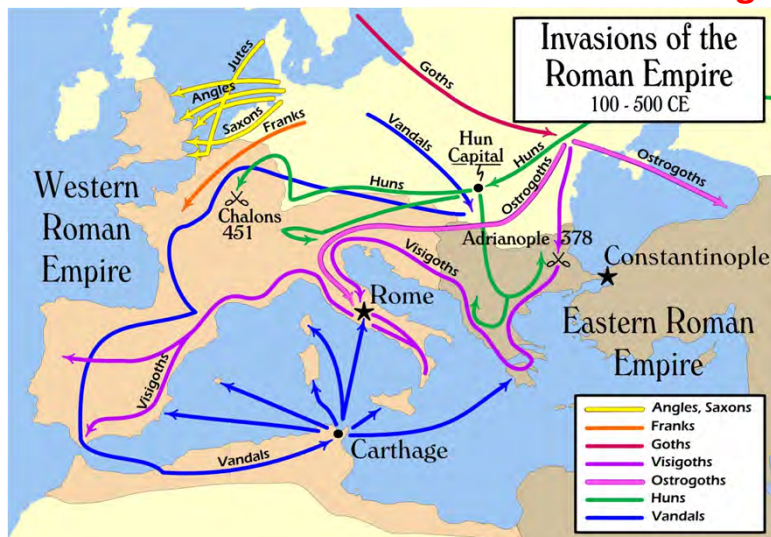 g
Invasions of the
Roman Empire
100 - 500 CE
Jutes
Angles
Saxons
Franks
Goths
Vandals
Hun
Capital
Huns
Huns
Ostrogoths
Ostrogoths
Western
Roman
Empire
Chalons
451
Adrianople 378
Visigoths
Constantinople
Rome
Eastern Roman
Empire
Visigoths
Carthage
Vandals
Angles, Saxons
Franks
Goths
Visigoths
Ostrogoths
Huns
Vandals